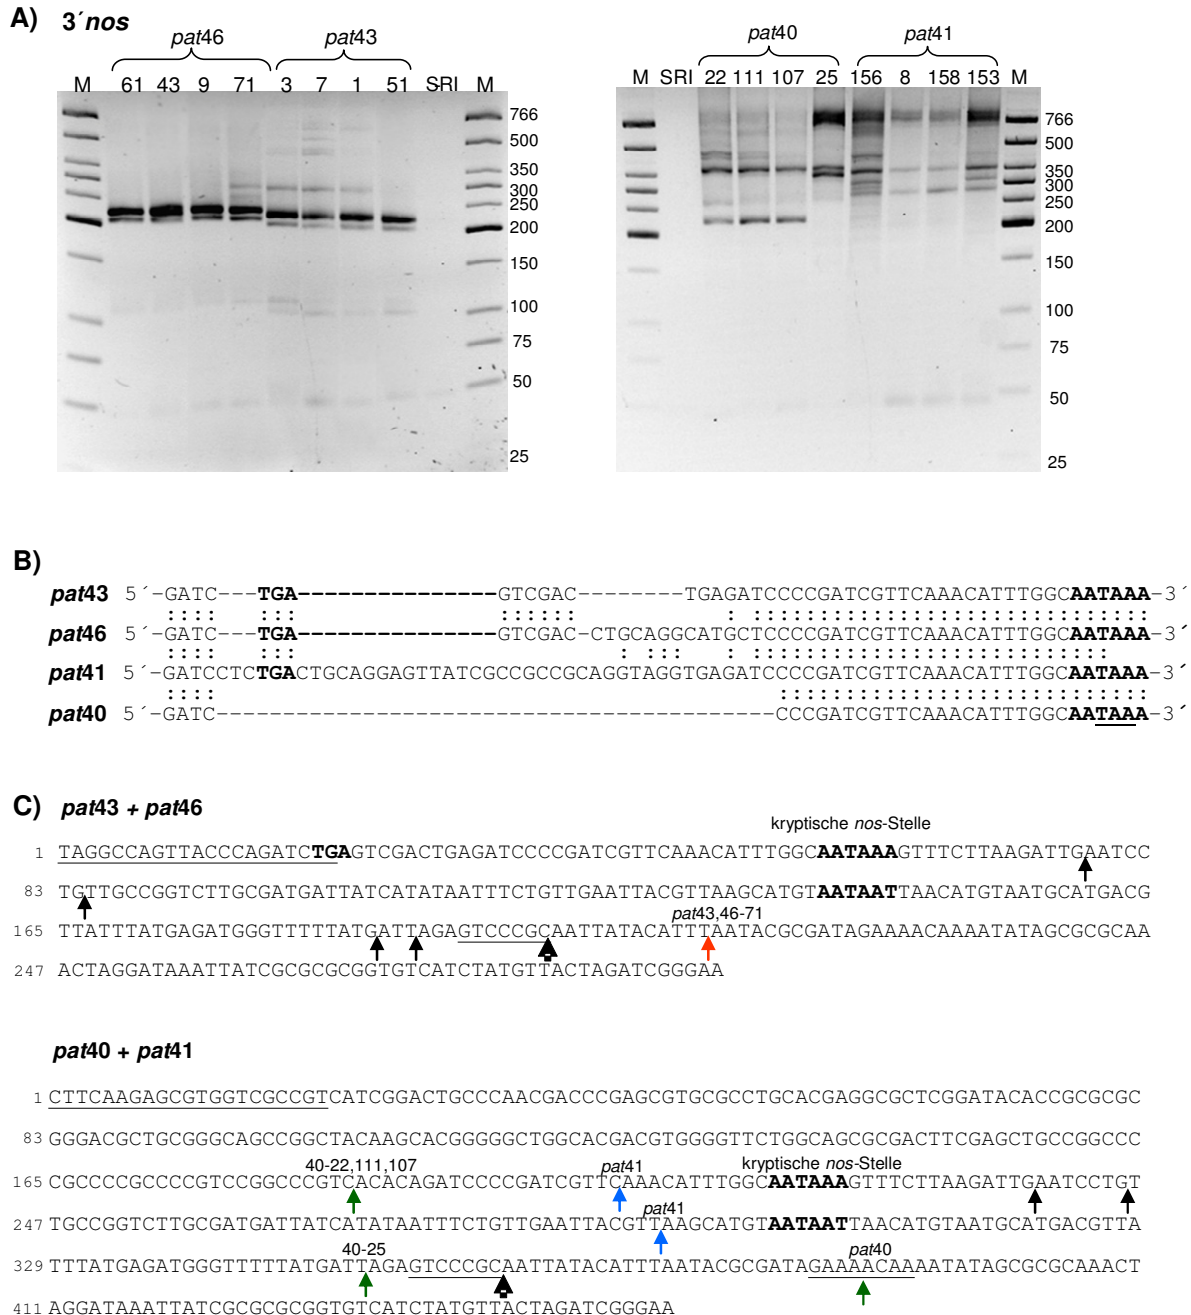 A) 3´nos
pat46 pat43
M 61 43 9 71 3 7 1 51 SRI M
766
500
350
300
250
200
150
100
75
50
25
pat40 pat41
M SRI 22 111 107 25 156 8 158 153 M
766
500
350
300
250
200
150
100
75
50
25
B)
pat43 5´-GATC---TGA----------------GTCGAC---------TGAGATCCCCGATCGTTCAAACATTTGGCAATAAA-3´
pat46 5´-GATC---TGA----------------GTCGAC-CTGCAGGCATGCTCCCCGATCGTTCAAACATTTGGCAATAAA-3´
pat41 5´-GATCCTCTGACTGCAGGAGTTATCGCCGCCGCAGGTAGGTGAGATCCCCGATCGTTCAAACATTTGGCAATAAA-3´
pat40 5´-GATC---------------------------------------------CCCGATCGTTCAAACATTTGGCAATAAA-3´
C) pat43 + pat46
kryptische nos-Stelle
1 TAGGCCAGTTACCCAGATCTGAGTCGACTGAGATCCCCGATCGTTCAAACATTTGGCAATAAAGTTTCTTAAGATTGAATCC
83 TGTTGCCGGTCTTGCGATGATTATCATATAATTTCTGTTGAATTACGTTAAGCATGTAATAATTAACATGTAATGCATGACG
pat43,46-71
165 TTATTTATGAGATGGGTTTTTATGATTAGAGTCCCGCAATTATACATTTAATACGCGATAGAAAACAAAATATAGCGCGCAA
247 ACTAGGATAAATTATCGCGCGCGGTGTCATCTATGTTACTAGATCGGGAA
pat40 + pat41
1 CTTCAAGAGCGTGGTCGCCGTCATCGGACTGCCCAACGACCCGAGCGTGCGCCTGCACGAGGCGCTCGGATACACCGCGCGC
83 GGGACGCTGCGGGCAGCCGGCTACAAGCACGGGGGCTGGCACGACGTGGGGTTCTGGCAGCGCGACTTCGAGCTGCCGGCCC
40-22,111,107 pat41 kryptische nos-Stelle
165 CGCCCCGCCCCGTCCGGCCCGTCACACAGATCCCCGATCGTTCAAACATTTGGCAATAAAGTTTCTTAAGATTGAATCCTGT
pat41
247 TGCCGGTCTTGCGATGATTATCATATAATTTCTGTTGAATTACGTTAAGCATGTAATAATTAACATGTAATGCATGACGTTA
40-25 pat40
329 TTTATGAGATGGGTTTTTATGATTAGAGTCCCGCAATTATACATTTAATACGCGATAGAAAACAAAATATAGCGCGCAAACT
411 AGGATAAATTATCGCGCGCGGTGTCATCTATGTTACTAGATCGGGAA